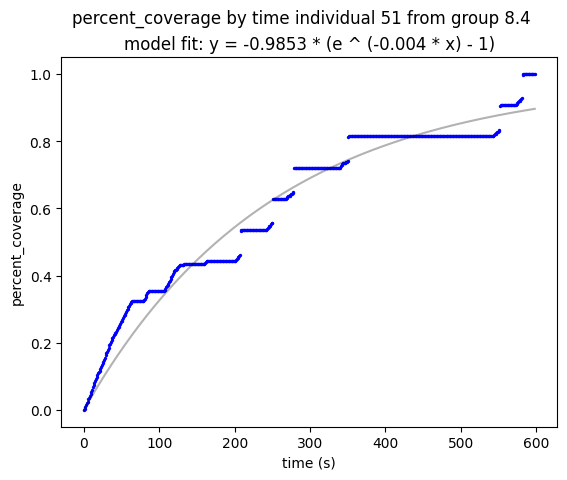 percent_coverage by time individual 51 from group 8.4
model fit: y = -0.9853 * (e ^ (-0.004 * x) - 1)
1.0
0.8
0.6
0.4
0.2
0.0
percent_coverage
0 100 200 300 400 500 600
time (s)